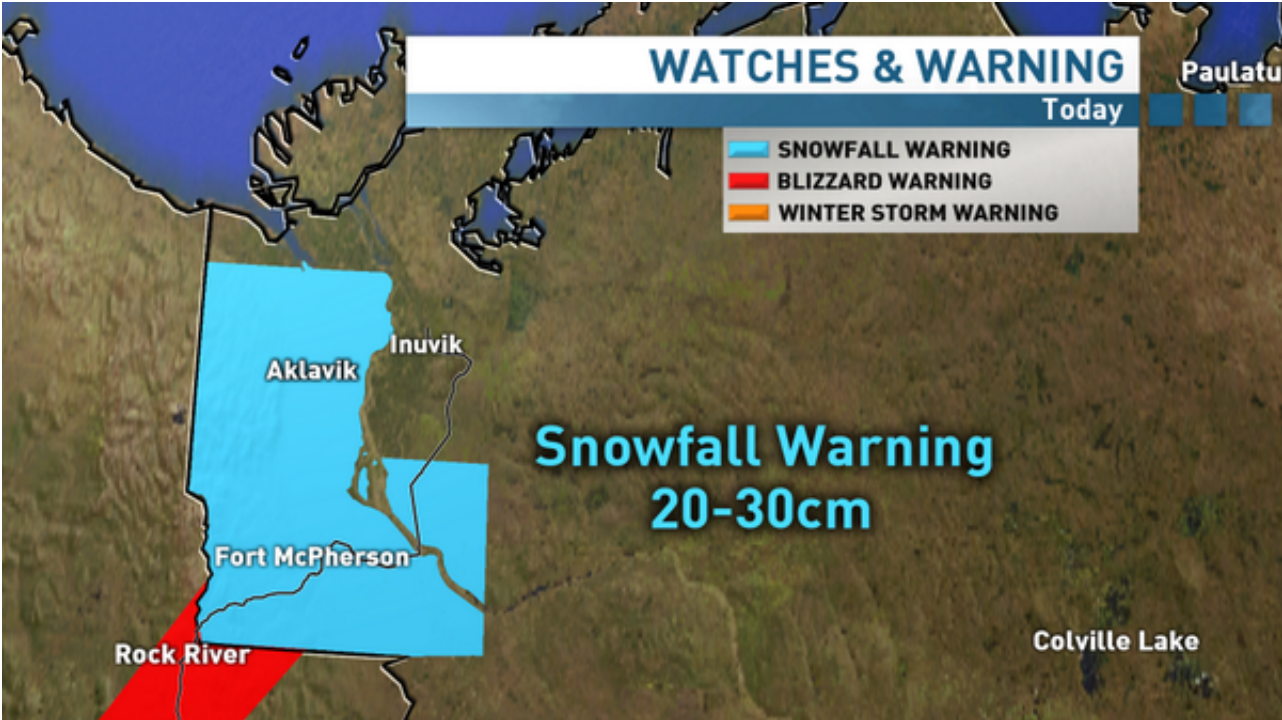 WATCHES & WARNING
Paulatu
Today
SNOWFALL WARNING
BLIZZARD WARNING
WINTER STORM WARNING
Inuvik
Aklavik
Snowfall Warning
20-30cm
Fort McPherson
Rock River
Colville Lake